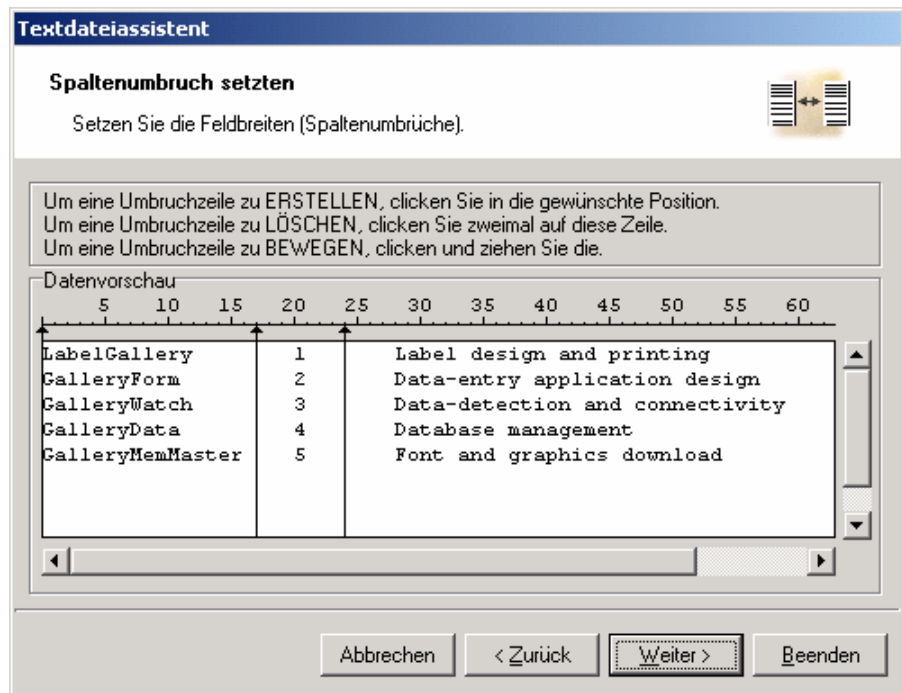 Textdateiassistent
Spaltenumbruch setzten
Setzen Sie die Feldbreiten (Spaltenumbrüche).
Um eine Umbruchzeile zu ERSTELLEN, clicken Sie in die gewünschte Position.
Um eine Umbruchzeile zu LÖSCHEN, clicken Sie zweimal auf diese Zeile.
Um eine Umbruchzeile zu BEWEGEN, clicken und ziehen Sie die.
Datenvorschau
5 10 15 20 25 30 35 40 45 50 55 60
LabelGallery 1 Label design and printing
GalleryForm 2 Data-entry application design
GalleryWatch 3 Data-detection and connectivity
GalleryData 4 Database management
GalleryMemMaster 5 Font and graphics download
Abbrechen < Zurück Weiter > Beenden